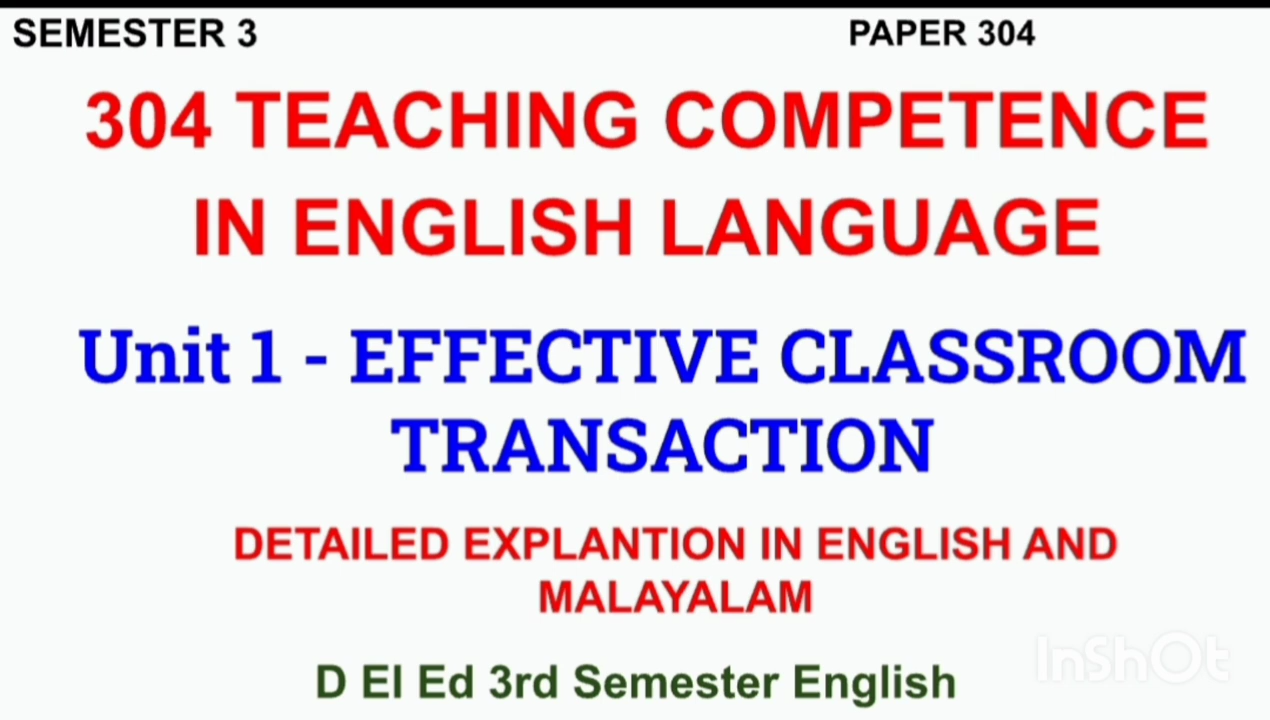 SEMESTER 3 PAPER 304
304 TEACHING COMPETENCE
IN ENGLISH LANGUAGE
Unit 1 - EFFECTIVE CLASSROOM
TRANSACTION
DETAILED EXPLANTION IN ENGLISH AND
MALAYALAM
D El Ed 3rd Semester English
InShOt